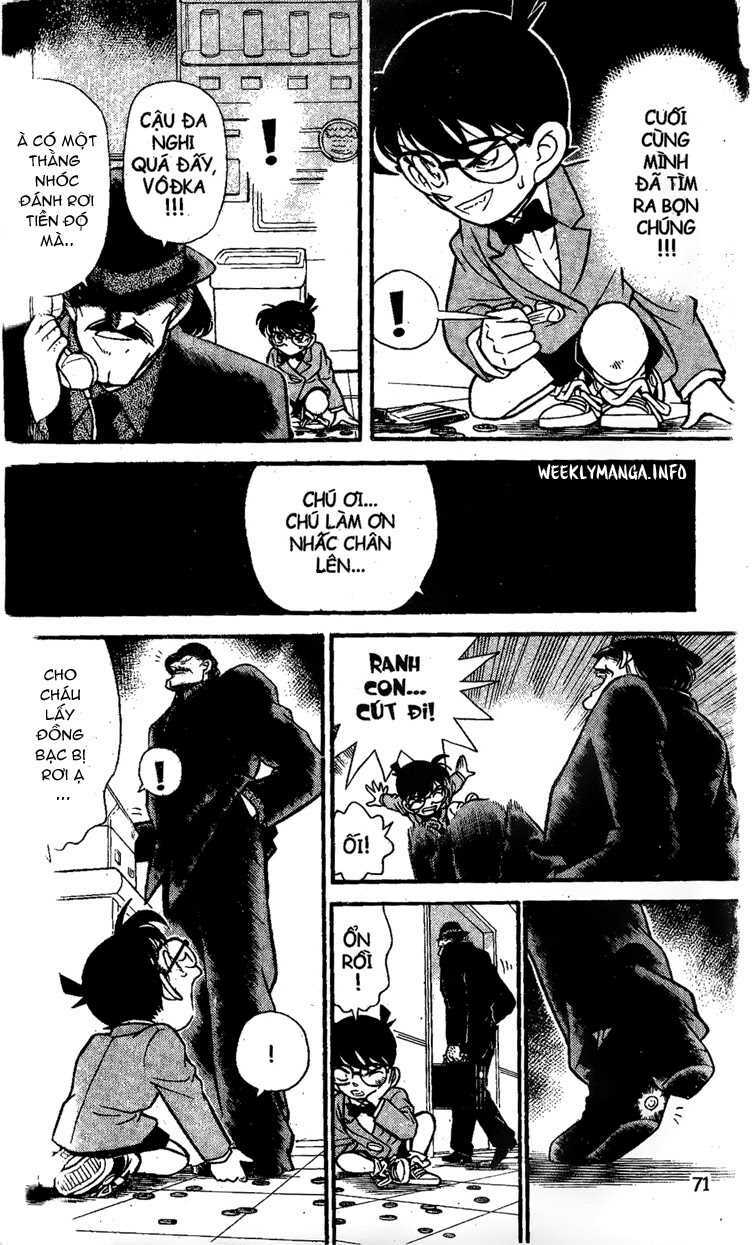 CUỐI
CÙNG
MÌNH
ĐÃ TÌM
RA BỌN
CHÚNG
!!!
!
!
CẬU ĐA
NGHI
QUÁ ĐẤY,
VÔĐKA
!!!
À CÓ MỘT
THẰNG
NHÓC
ĐÁNH RƠI
TIỀN ĐỘ
MÀ..
WEEKLYMANGA.INFO
CHÚ ƠI...
CHÚ LÀM ƠN
NHẤC CHÂN
LÊN...
RANH
CON...
CÚT ĐI!
ỐI!
CHO
CHÁU
LẤY
ĐỒNG
BẠC BỊ
RƠI Ạ
...
!
!
ỔN
RỒI
!
71